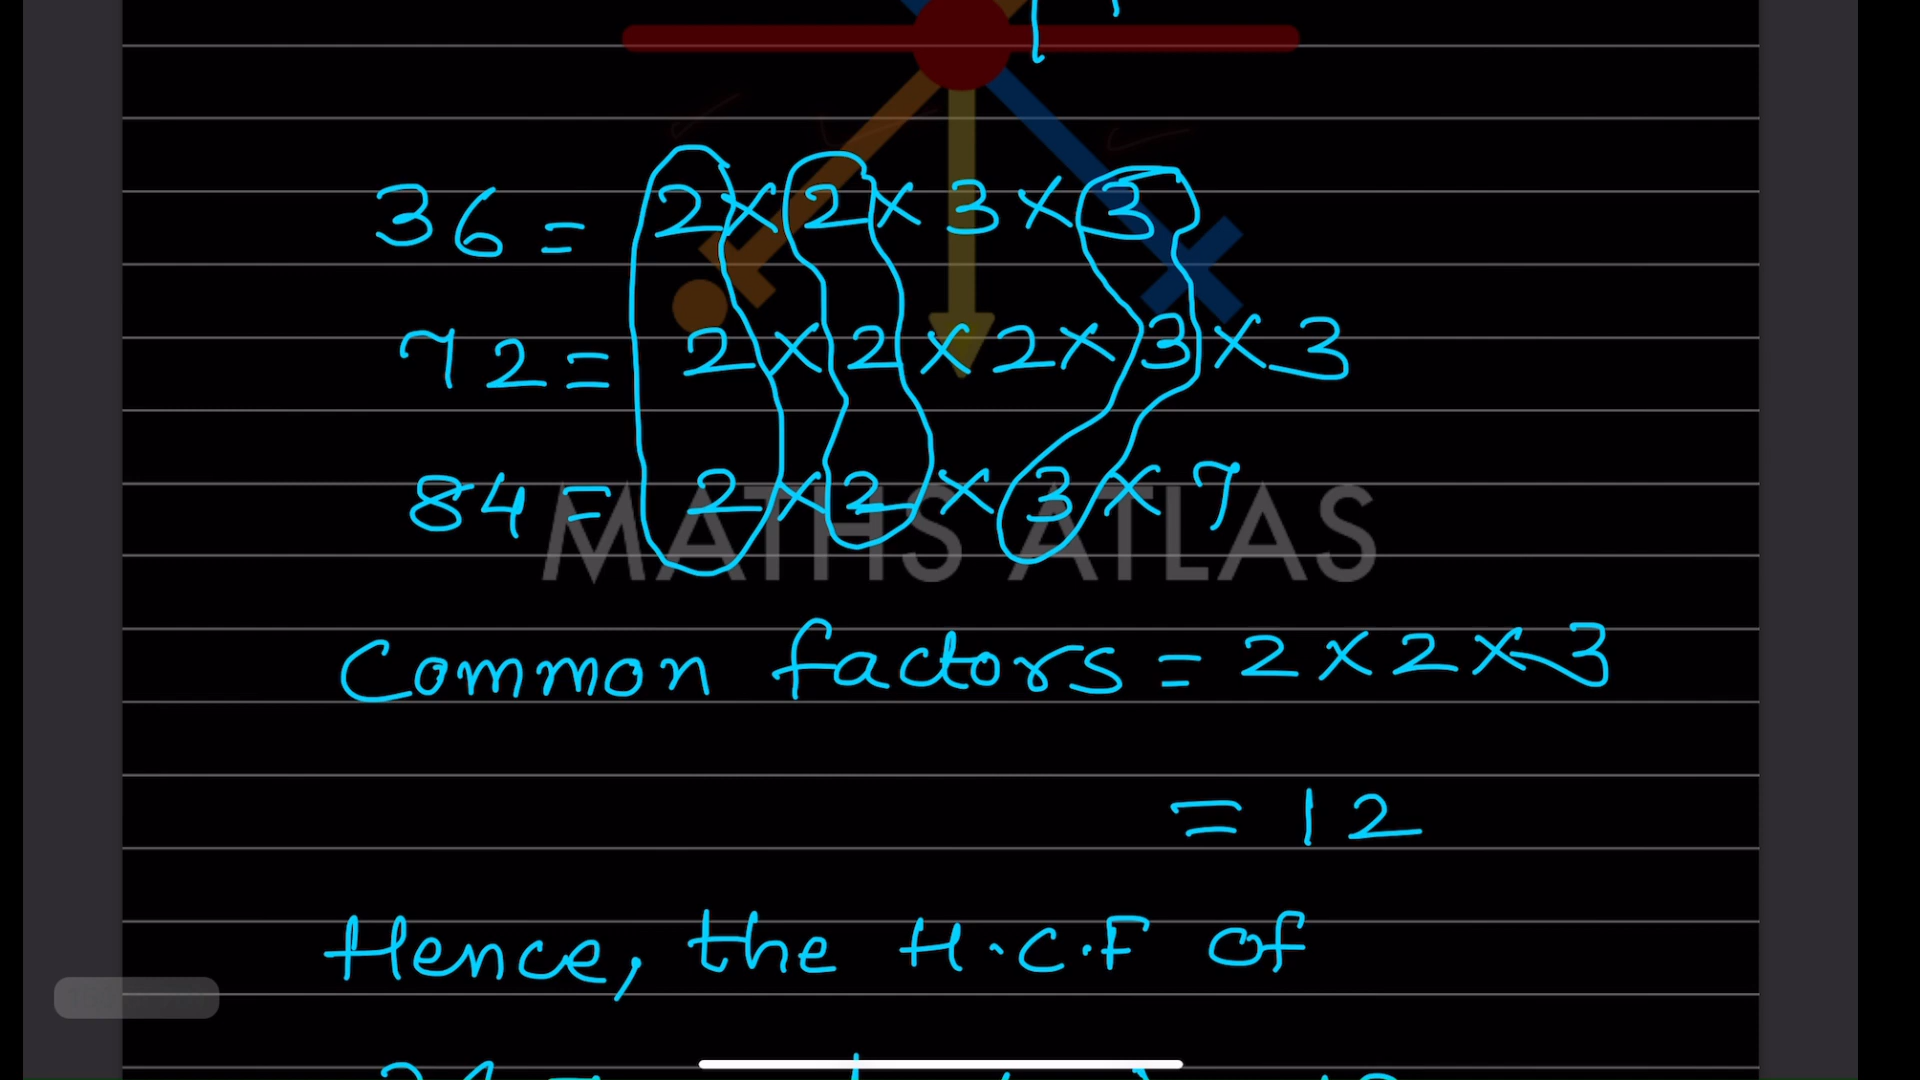 36 = 2 × 2 × 3 × 3
72 = 2 × 2 × 2 × 3 × 3
84 = 2 × 2 × 3 × 7
MATHS ATLAS
Common factors = 2 × 2 × 3
= 12
Hence, the H.C.F of